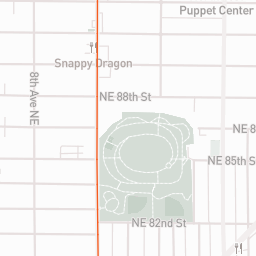 Puppet Center
Snappy Dragon
8th Ave NE
NE 88th St
NE 8
NE 85th S
NE 82nd St